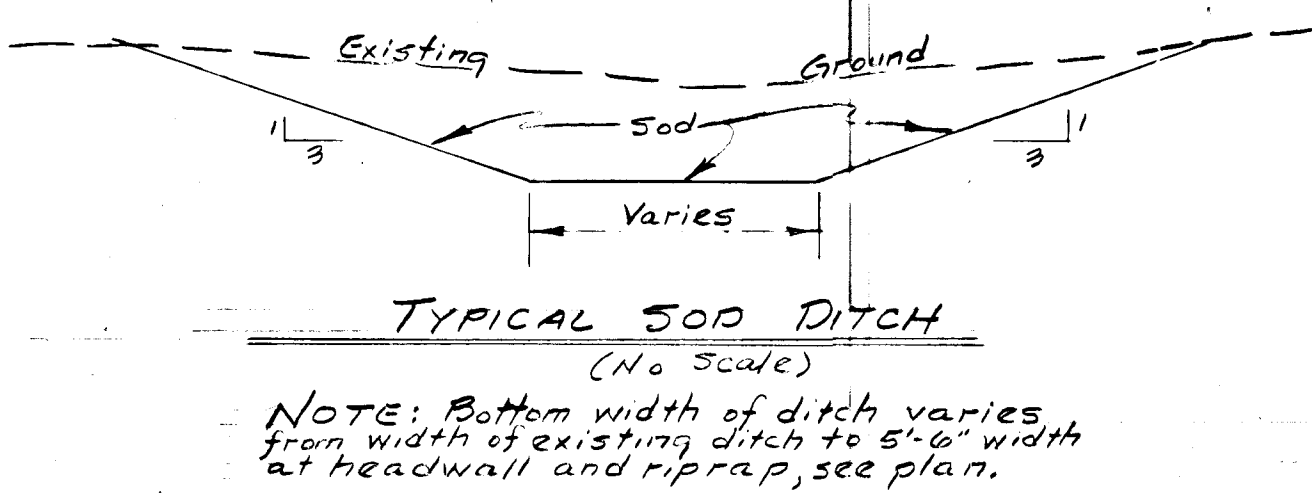 Existing Ground
Sod
1
3
1
3
Varies
TYPICAL SOD DITCH
(No Scale)
NOTE: Bottom width of ditch varies
from width of existing ditch to 5'-6" width
at headwall and riprap, see plan.